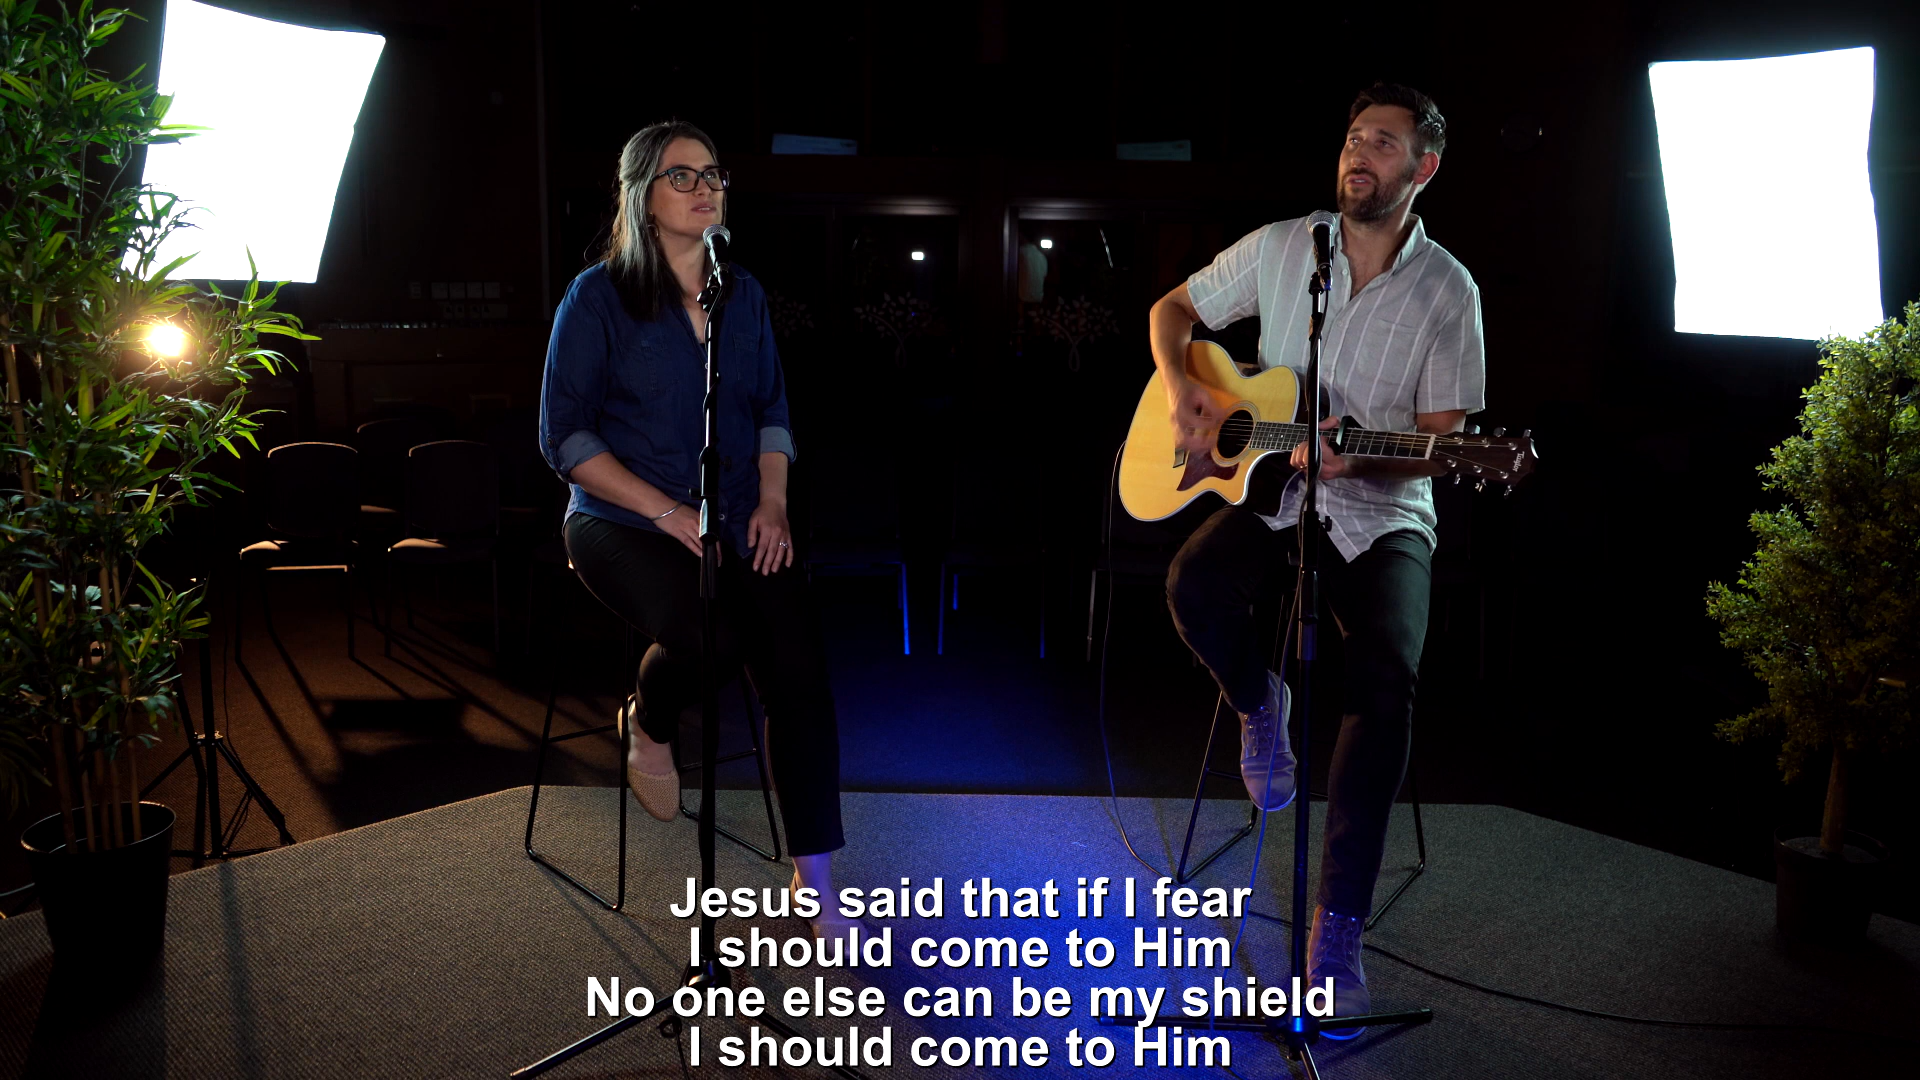 Jesus said that if I fear
I should come to Him
No one else can be my shield
I should come to Him
Taylor